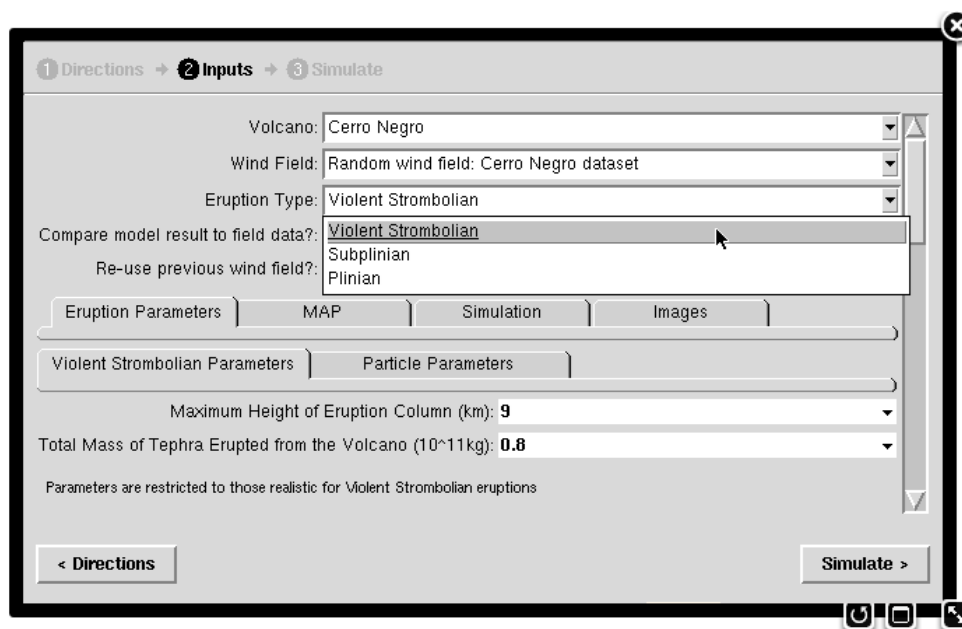 1 Directions → 2 Inputs → 3 Simulate
Volcano: Cerro Negro
Wind Field: Random wind field: Cerro Negro dataset
Eruption Type: Violent Strombolian
Compare model result to field data?: Violent Strombolian
Subplinian
Re-use previous wind field?: Plinian
Eruption Parameters MAP Simulation Images
Violent Strombolian Parameters Particle Parameters
Maximum Height of Eruption Column (km): 9
Total Mass of Tephra Erupted from the Volcano (10^11kg): 0.8
Parameters are restricted to those realistic for Violent Strombolian eruptions
< Directions Simulate >